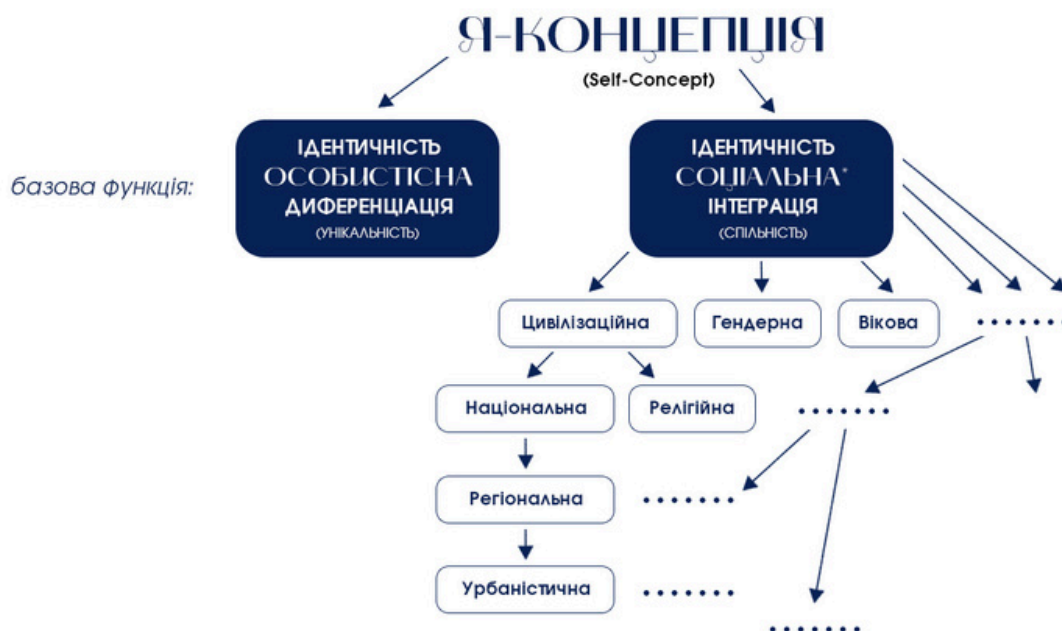 Я-КОНЦЕПЦІЯ
(Self-Concept)
базова функція:
ІДЕНТИЧНІСТЬ
ОСОБИСТІСНА
ДИФЕРЕНЦІАЦІЯ
(УНІКАЛЬНІСТЬ)
ІДЕНТИЧНІСТЬ
СОЦІАЛЬНА*
ІНТЕГРАЦІЯ
(СПІЛЬНІСТЬ)
Цивілізаційна
Гендерна
Вікова
.......
Національна
Релігійна
.......
Регіональна
.......
Урбаністична
.......
.......